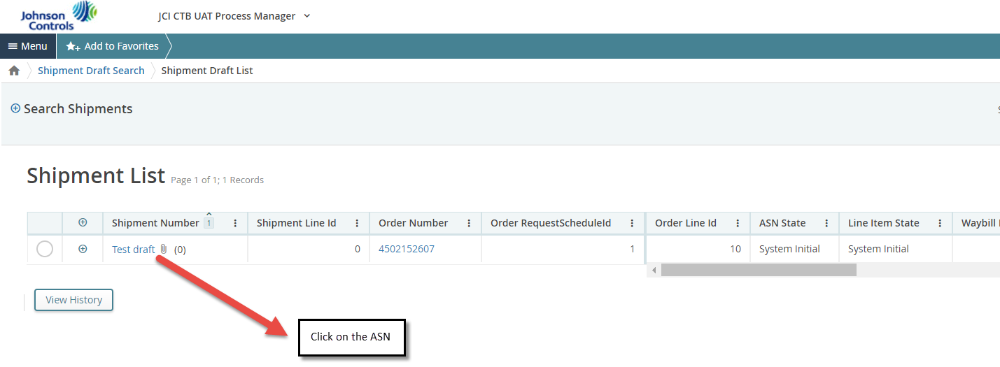 Johnson
Controls
JCI CTB UAT Process Manager
Menu
Add to Favorites
Shipment Draft Search
Shipment Draft List
Search Shipments
Shipment List Page 1 of 1; 1 Records
Shipment Number 1 Shipment Line Id Order Number Order RequestScheduleId Order Line Id ASN State Line Item State Waybill
Test draft (0) 0 4502152607 1 10 System Initial System Initial
View History
Click on the ASN